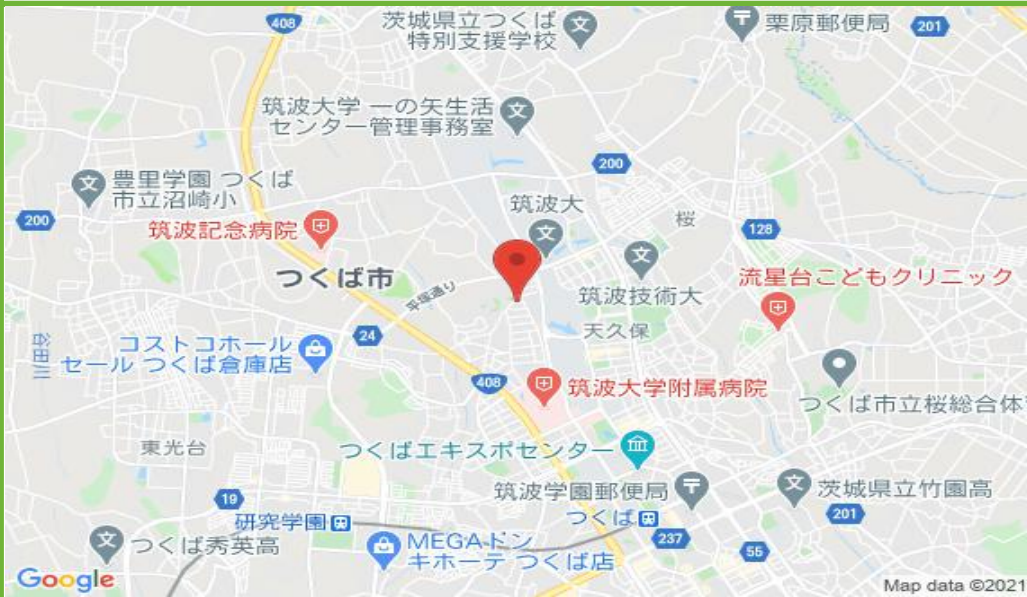 408
茨城県立つくば
特別支援学校
栗原郵便局
201
筑波大学 一の矢生活
センター管理事務室
200
豊里学園 つくば
市立沼崎小
筑波大
桜
200
筑波記念病院
128
つくば市
平塚通り
筑波技術大
流星台こどもクリニック
天久保
谷田川
24
コストコホール
セール つくば倉庫店
408
筑波大学附属病院
つくば市立桜総合体
東光台
つくばエキスポセンター
筑波学園郵便局
茨城県立竹園高
19
201
研究学園
つくば
237
55
つくば秀英高
MEGAドン
キホーテ つくば店
Google
Map data ©2021